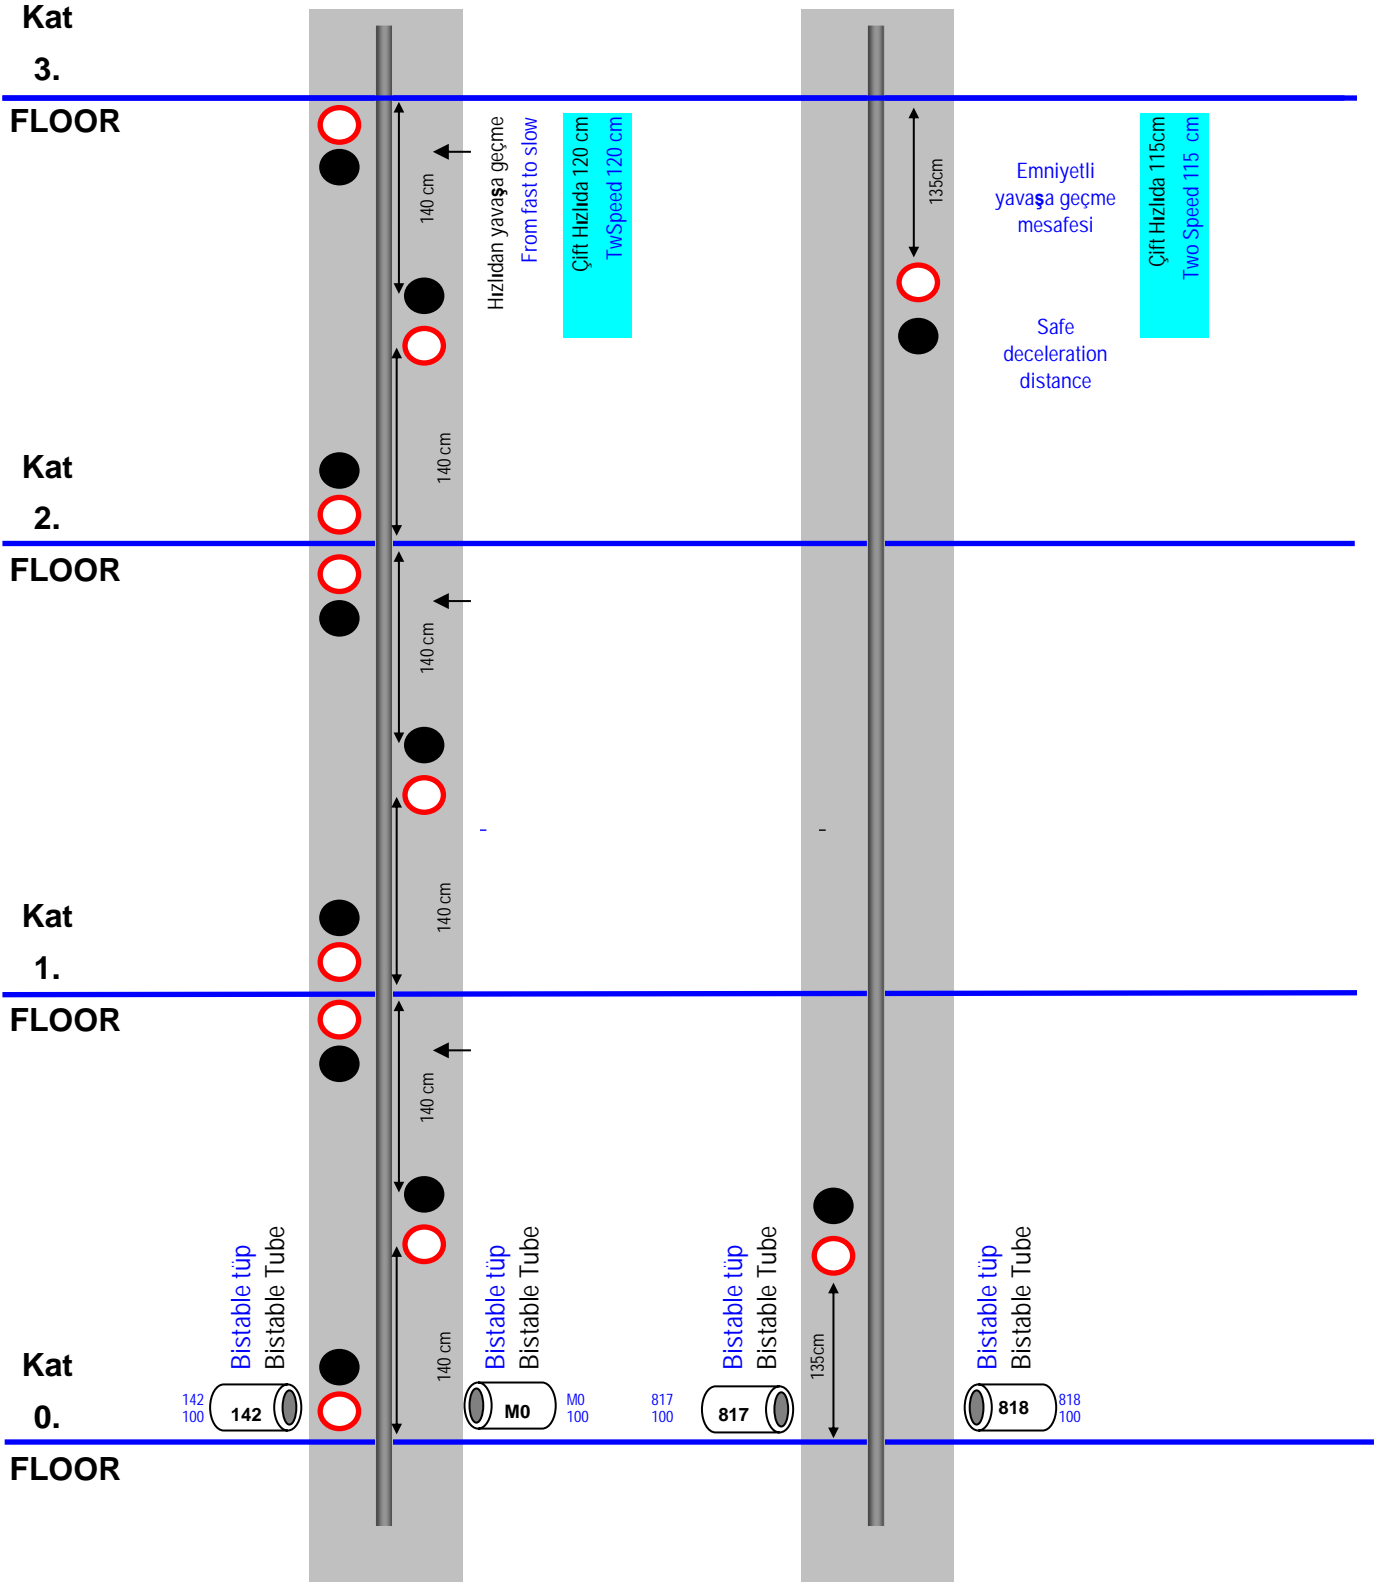 Kat
3.
FLOOR
140 cm
Hızlıdan yavaşa geçme
From fast to slow
Çift Hızlıda 120 cm
TwSpeed 120 cm
135cm
Emniyetli
yavaşa geçme
mesafesi
Safe
deceleration
distance
Çift Hızlıda 115cm
Two Speed 115 cm
140 cm
Kat
2.
FLOOR
140 cm
-
-
140 cm
Kat
1.
FLOOR
140 cm
Bistable tüp
Bistable Tube
140 cm
Bistable tüp
Bistable Tube
Bistable tüp
Bistable Tube
135cm
Bistable tüp
Bistable Tube
Kat
0.
FLOOR
142
100
142
M0
M0
100
817
100
817
818
818
100